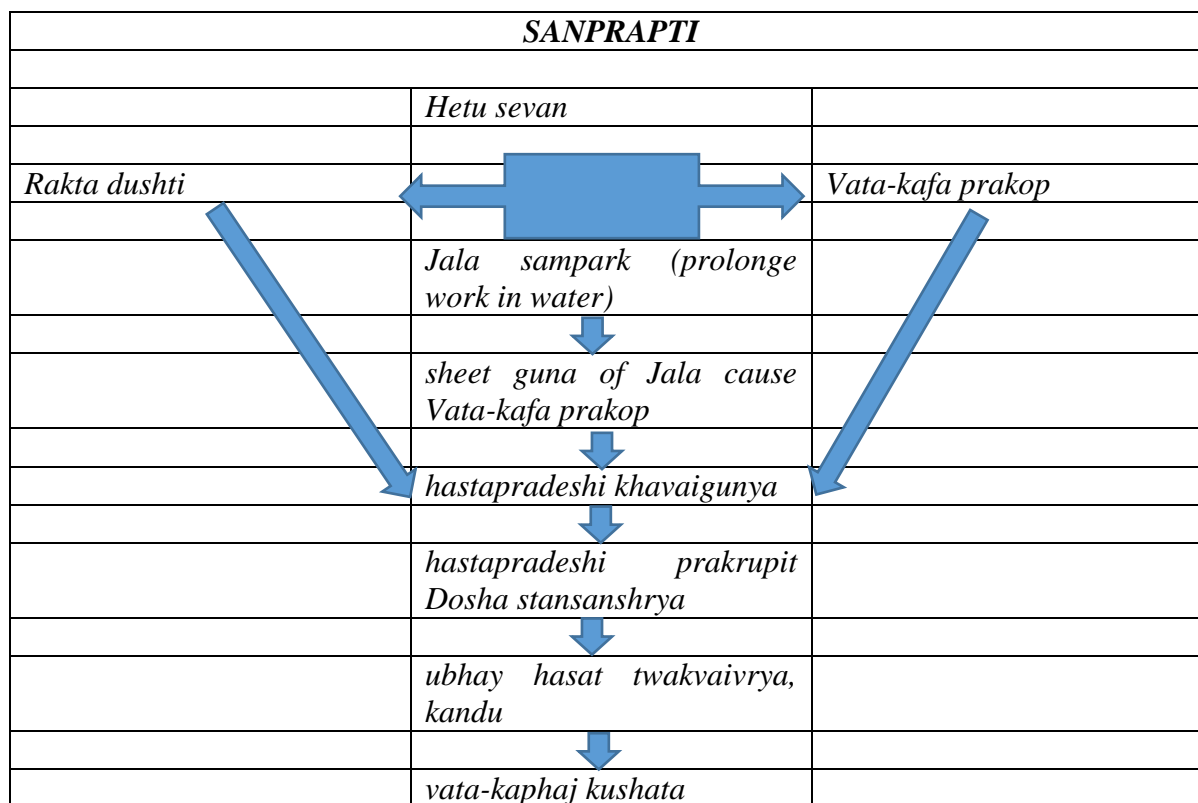 SANPRAPTI
Hetu sevan
Rakta dushti
Vata-kafa prakop
Jala sampark (prolonge
work in water)
sheet guna of Jala cause
Vata-kafa prakop
hastapradeshi khavaigunya
hastapradeshi prakrupit
Dosha stansanshrya
ubhay hasat twakvaivrya,
kandu
vata-kaphaj kushata